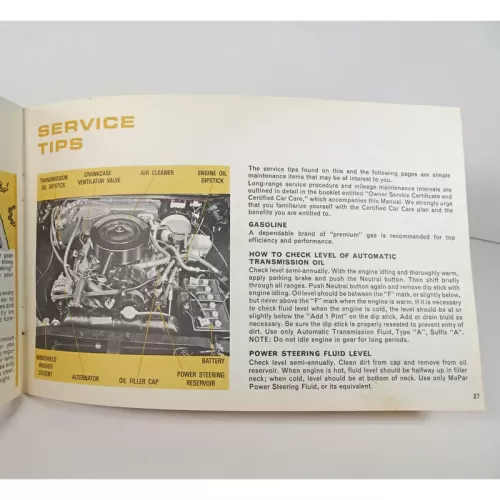 SERVICE
TIPS
TRANSMISSION
OIL DIPSTICK
CRANKCASE
VENTILATOR VALVE
AIR CLEANER
ENGINE OIL
DIPSTICK
WINDSHIELD
WASHER
SOLVENT
ALTERNATOR
OIL FILLER CAP
POWER STEERING
RESERVOIR
BATTERY
The service tips found on this and the following pages are simple
maintenance items that may be of interest to you.
Long-range service procedure and mileage maintenance intervals are
outlined in detail in the booklet entitled "Owner Service Certificate and
Certified Car Care," which accompanies this Manual. We strongly urge
that you familiarize yourself with the Certified Car Care plan and the
benefits you are entitled to.
GASOLINE
A dependable brand of "premium" gas is recommended for top
efficiency and performance.
HOW TO CHECK LEVEL OF AUTOMATIC
TRANSMISSION OIL
Check level semi-annually. With the engine idling and thoroughly warm,
apply parking brake and push the Neutral button. Then shift briefly
through all ranges. Push Neutral button again and remove dip stick with
engine idling. Oil level should be between the "F" mark, or slightly below,
but never above the "F" mark when the engine is warm. If it is necessary
to check fluid level when the engine is cold, the level should be at or
slightly below the "Add 1 Pint" on the dip stick. Add or drain fluid as
necessary. Be sure the dip stick is properly reseated to prevent entry of
dirt. Use only Automatic Transmission Fluid, Type "A", Suffix "A".
NOTE: Do not idle engine in gear for long periods.
POWER STEERING FLUID LEVEL
Check level semi-annually. Clean dirt from cap and remove from oil
reservoir. When engine is hot, fluid level should be halfway up in filler
neck; when cold, level should be at bottom of neck. Use only MoPar
Power Steering Fluid, or its equivalent.
27